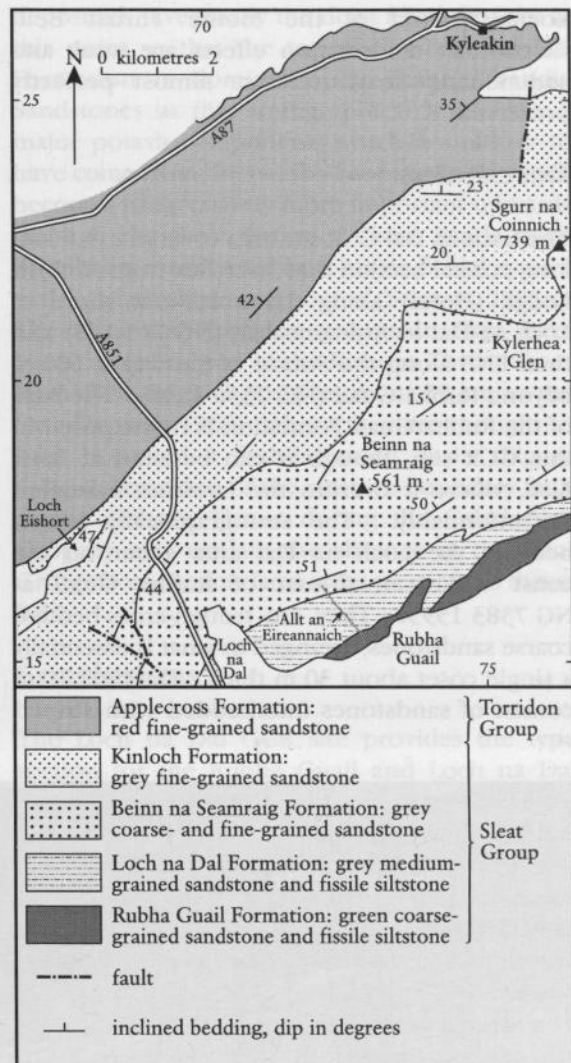 70
Kyleakin
N
0 kilometres 2
25
A87
35
23
Sgurr na
Coinnich
739 m
20
42
A851
Kylerhea
Glen
20
15
Beinn na
Seamraig
561 m
Loch
Eishort
47
50
51
44
Allt an
Eireannaich
Loch
na
Dal
Rubha
Guail
15
75
Applecross Formation:
red fine-grained sandstone
Torridon
Group
Kinloch Formation:
grey fine-grained sandstone
Beinn na Seamraig Formation: grey
coarse- and fine-grained sandstone
Loch na Dal Formation: grey medium-
grained sandstone and fissile siltstone
Rubha Guail Formation: green coarse-
grained sandstone and fissile siltstone
Sleat
Group
fault
inclined bedding, dip in degrees